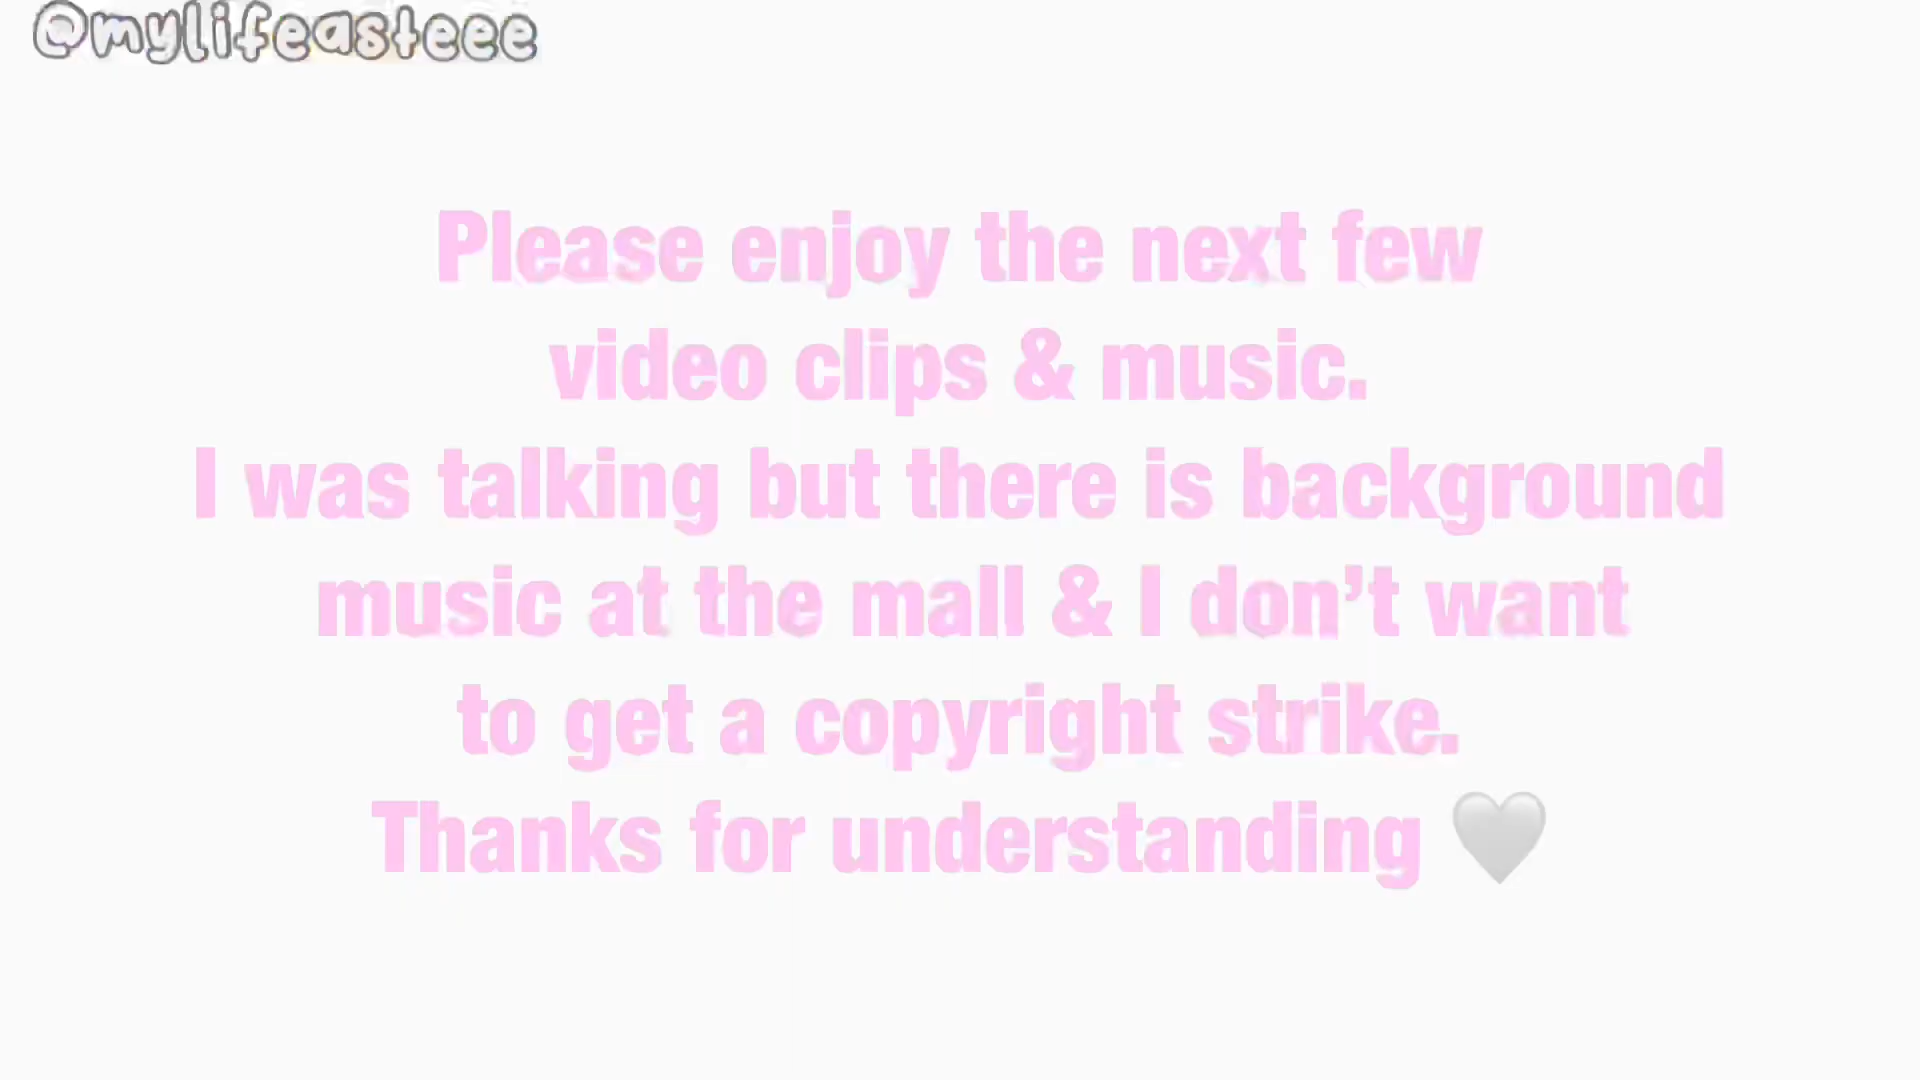 @mylifeasteee
Please enjoy the next few
video clips & music.
I was talking but there is background
music at the mall & I don’t want
to get a copyright strike.
Thanks for understanding 🤍